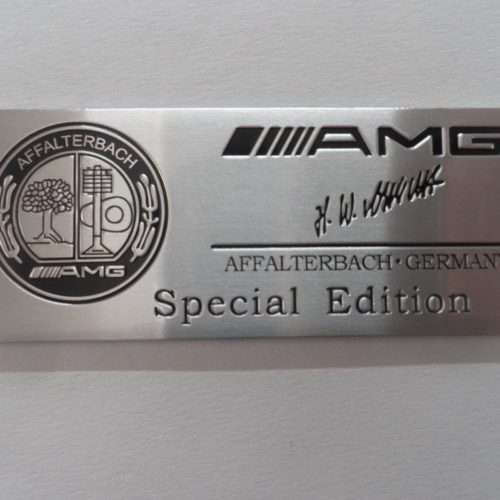 AFFALTERBACH
AMG
AMG
AFFALTERBACH·GERMANY
Special Edition